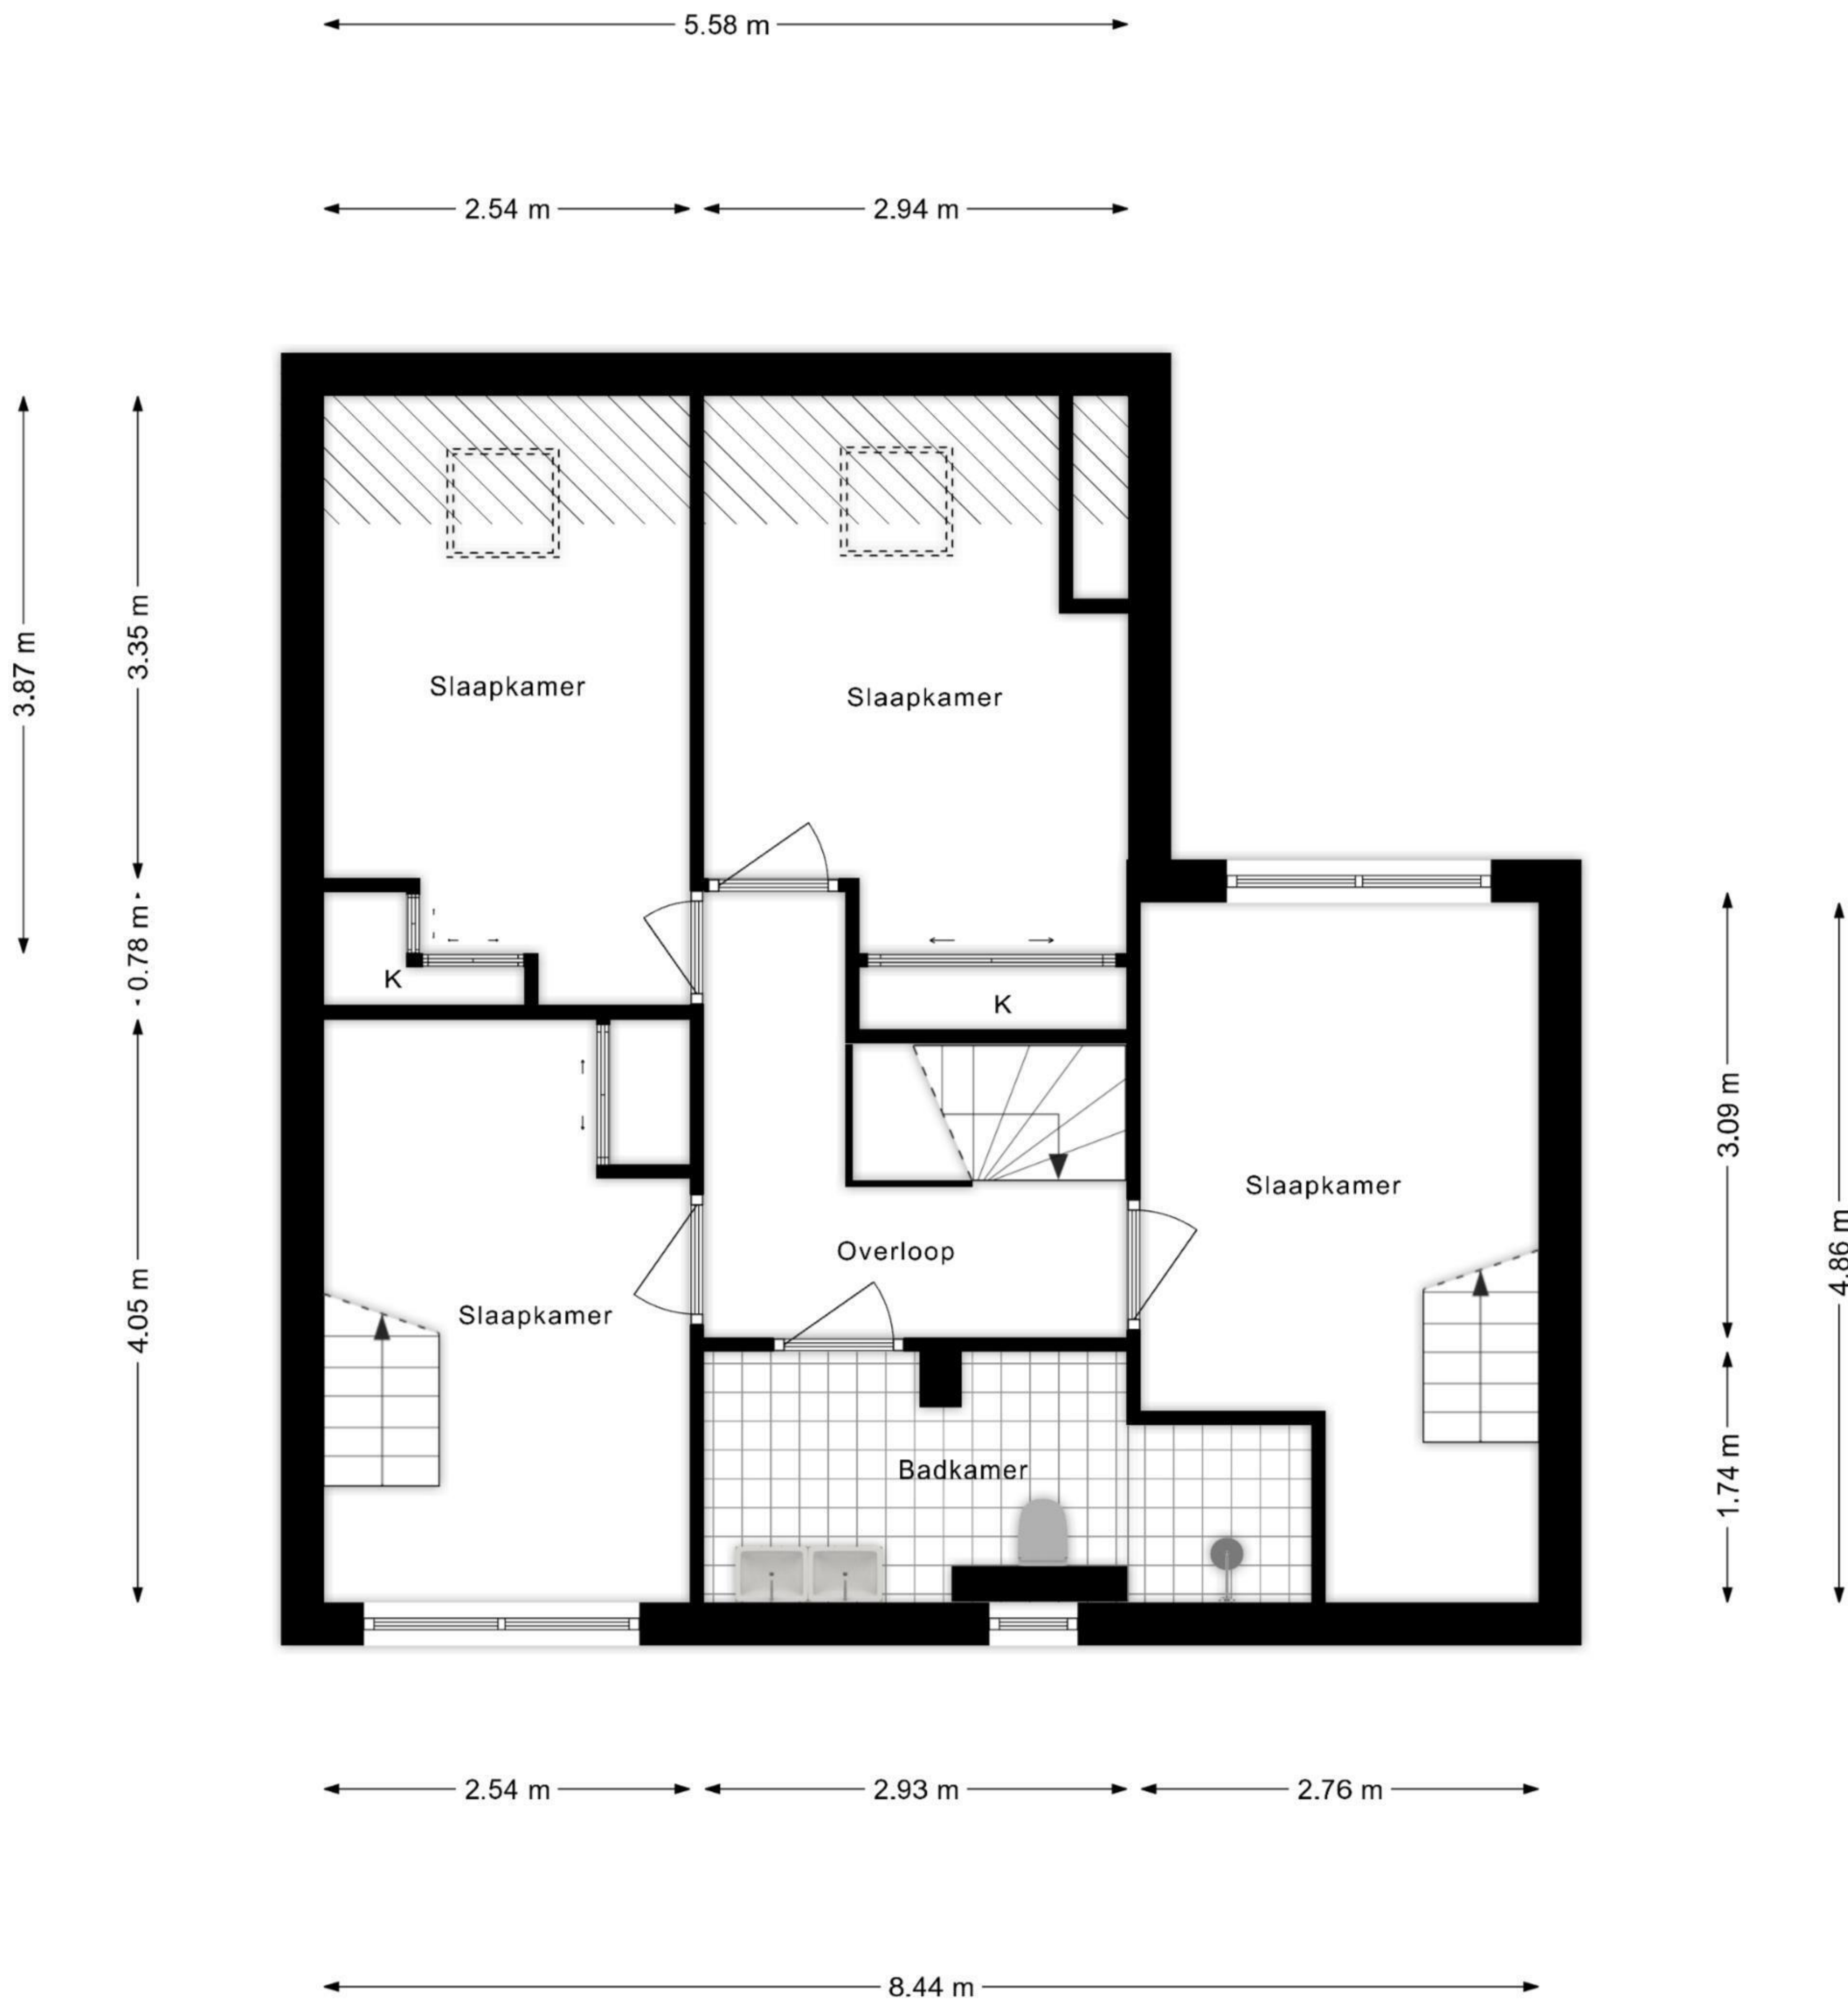 5.58 m
2.54 m
2.94 m
3.87 m
3.35 m
Slaapkamer
Slaapkamer
0.78 m
K
K
3.09 m
Slaapkamer
4.86 m
Overloop
4.05 m
Slaapkamer
Badkamer
1.74 m
2.54 m
2.93 m
2.76 m
8.44 m